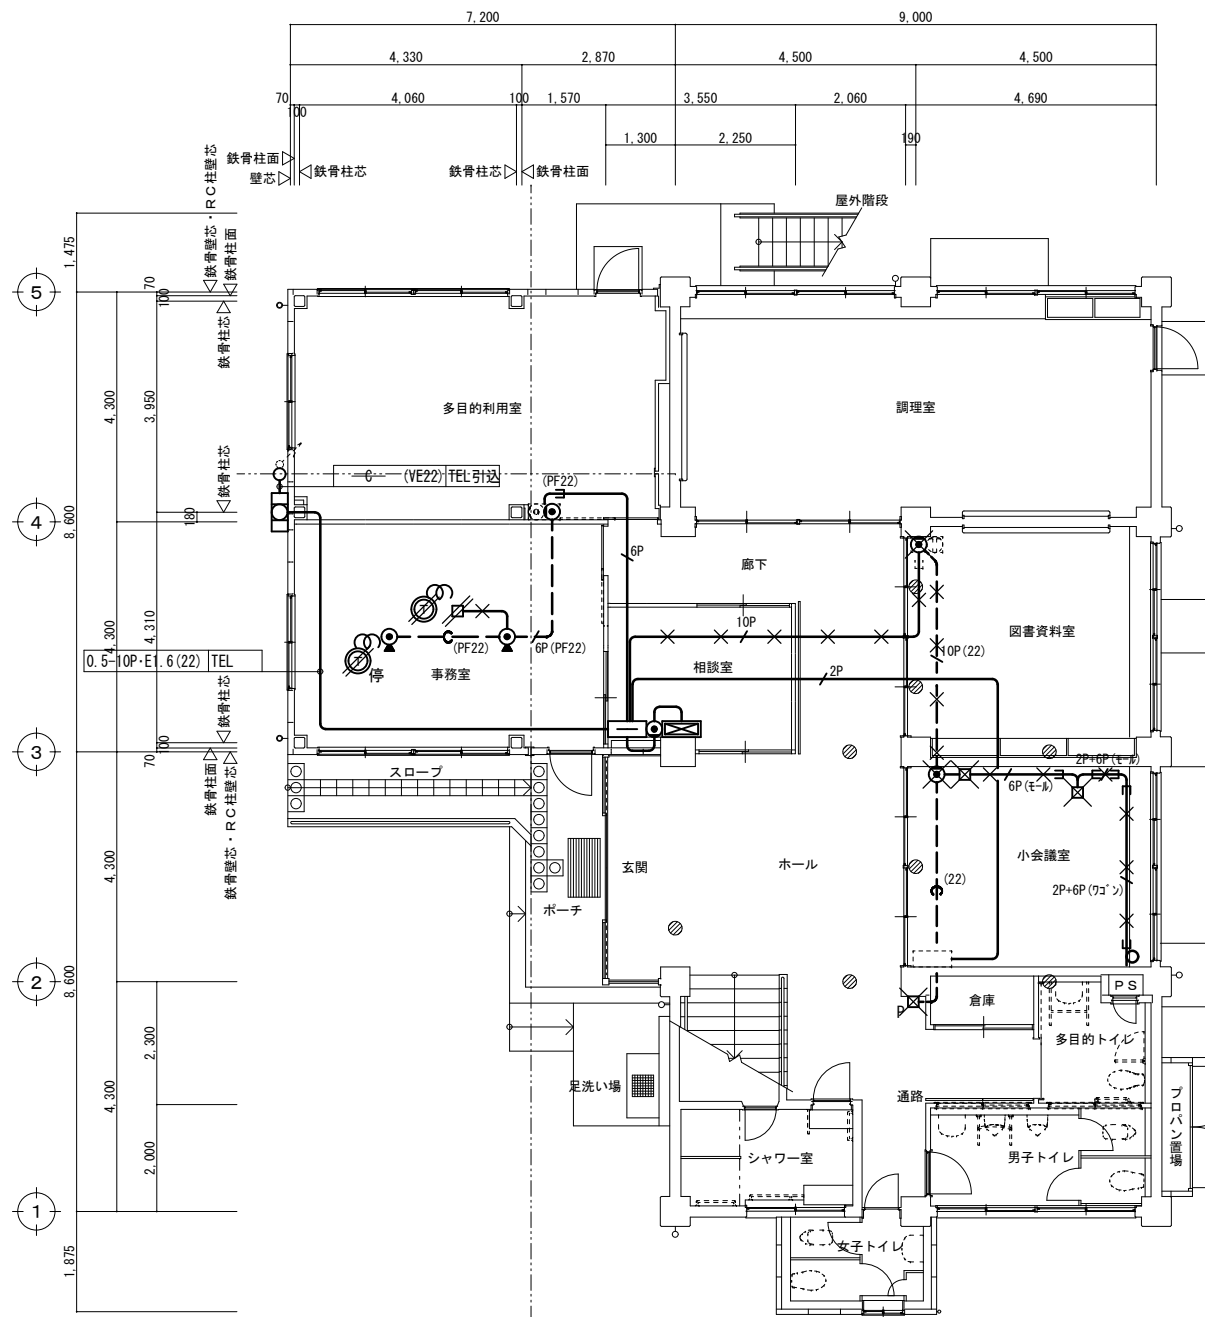 7,200
9,000
4,330
2,870
4,500
4,500
70
4,060
100
1,570
3,550
2,060
4,690
100
1,300
2,250
190
鉄骨柱面
壁芯
鉄骨柱芯
鉄骨柱芯
鉄骨柱面
鉄骨壁芯・RC柱壁芯
鉄骨柱面
屋外階段
1,475
5
70
100
鉄骨柱芯
4,300
3,950
多目的利用室
調理室
鉄骨柱芯
C (VE22) TEL引込
(PF22)
4
180
8,600
6P
廊下
10P
4,300
4,310
図書資料室
10P(22)
(PF22)
6P(PF22)
0.5-10P・E1.6(22) TEL
停
事務室
相談室
2P
鉄骨柱芯
3
100
70
鉄骨柱面
鉄骨壁芯・RC柱壁芯
スロープ
2P+6P(モール)
6P(モール)
4,300
玄関
ホール
小会議室
(22)
2P+6P(ワゴン)
ポーチ
2
8,600
倉庫
PS
P
2,300
多目的トイレ
4,300
足洗い場
通路
プロパン置場
2,000
シャワー室
男子トイレ
1
女子トイレ
1,875